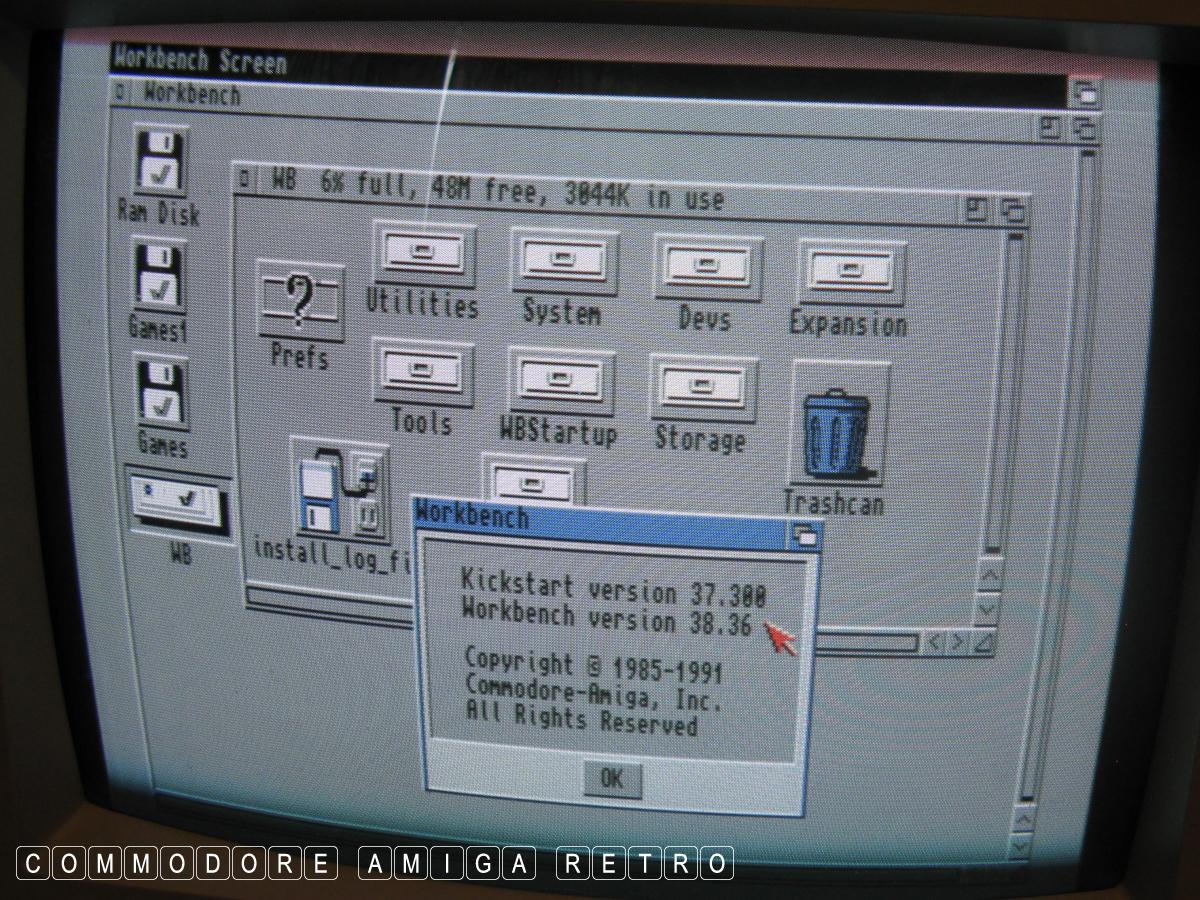 Workbench Screen
Workbench
Ram Disk
Games1
Games
WB
WB 6% full, 48M free, 3044K in use
Utilities
System
Devs
Expansion
Prefs
Tools
WBStartup
Storage
Trashcan
install_log_fi
Workbench
Kickstart version 37.300
Workbench version 38.36
Copyright © 1985-1991
Commodore-Amiga, Inc.
All Rights Reserved
OK
COMMODORE AMIGA RETRO